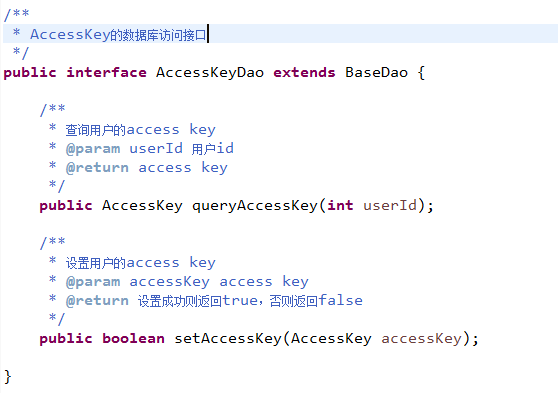 /**
 * AccessKey的数据库访问接口
 */
public interface AccessKeyDao extends BaseDao {
    /**
     * 查询用户的access key
     * @param userId 用户id
     * @return access key
     */
    public AccessKey queryAccessKey(int userId);
    /**
     * 设置用户的access key
     * @param accessKey access key
     * @return 设置成功则返回true，否则返回false
     */
    public boolean setAccessKey(AccessKey accessKey);
}